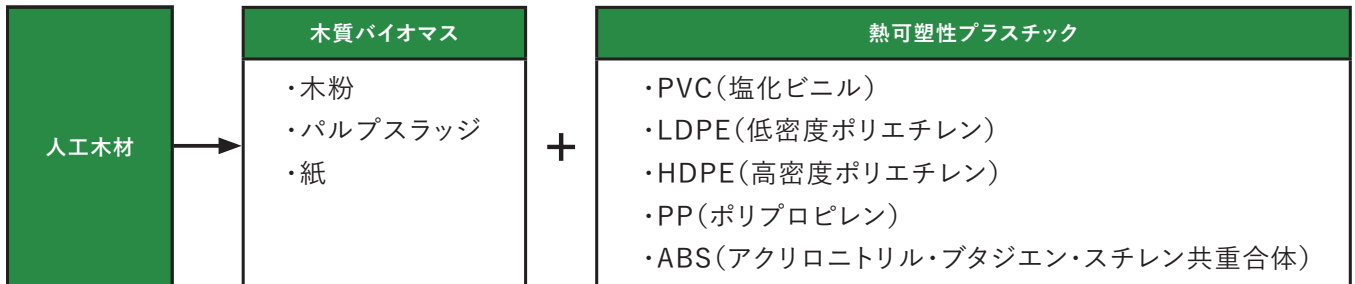 人工木材
木質バイオマス
・木粉
・パルプスラッジ
・紙
+
熱可塑性プラスチック
・PVC(塩化ビニル)
・LDPE(低密度ポリエチレン)
・HDPE(高密度ポリエチレン)
・PP(ポリプロピレン)
・ABS(アクリロニトリル・ブタジエン・スチレン共重合体)